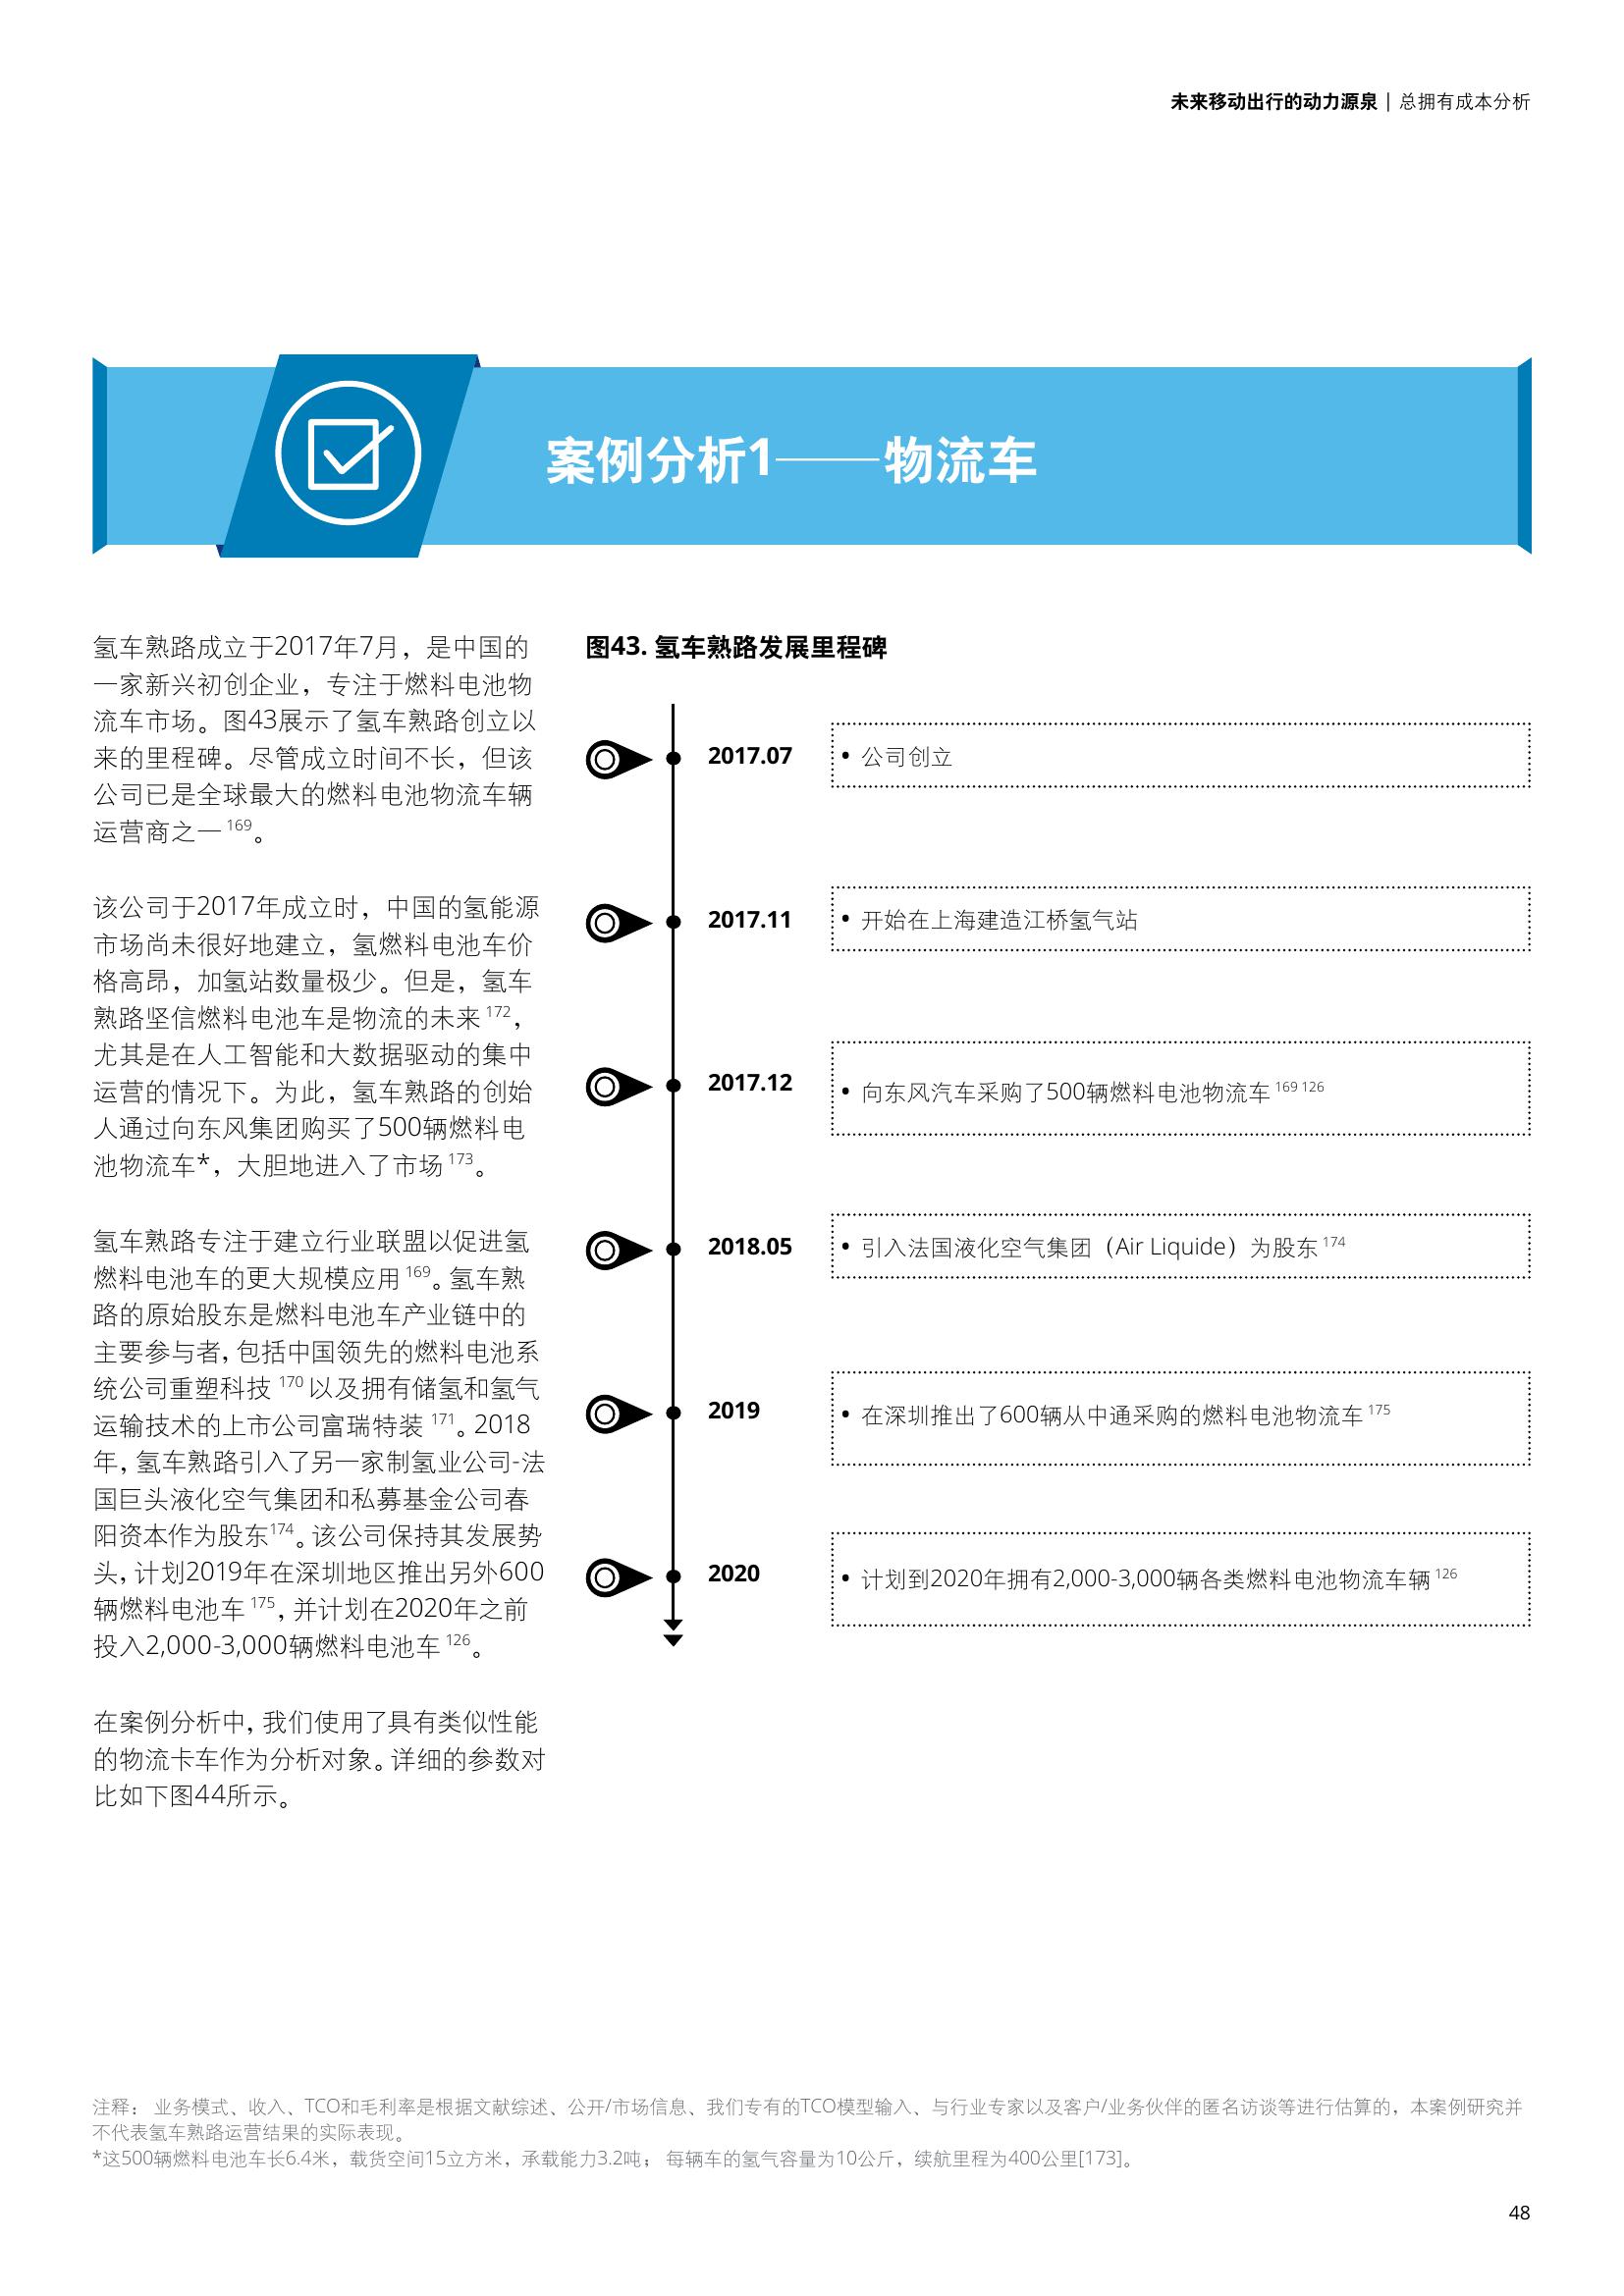 未来移动出行的动力源泉 | 总拥有成本分析
案例分析1——物流车
氢车熟路成立于2017年7月，是中国的
一家新兴初创企业，专注于燃料电池物
流车市场。图43展示了氢车熟路创立以
来的里程碑。尽管成立时间不长，但该
公司已是全球最大的燃料电池物流车辆
运营商之一 169。
该公司于2017年成立时，中国的氢能源
市场尚未很好地建立，氢燃料电池车价
格高昂，加氢站数量极少。但是，氢车
熟路坚信燃料电池车是物流的未来 172，
尤其是在人工智能和大数据驱动的集中
运营的情况下。为此，氢车熟路的创始
人通过向东风集团购买了500辆燃料电
池物流车*，大胆地进入了市场 173。
氢车熟路专注于建立行业联盟以促进氢
燃料电池车的更大规模应用 169。氢车熟
路的原始股东是燃料电池车产业链中的
主要参与者，包括中国领先的燃料电池系
统公司重塑科技 170 以及拥有储氢和氢气
运输技术的上市公司富瑞特装 171。2018
年，氢车熟路引入了另一家制氢业公司-法
国巨头液化空气集团和私募基金公司春
阳资本作为股东174。该公司保持其发展势
头，计划2019年在深圳地区推出另外600
辆燃料电池车 175，并计划在2020年之前
投入2,000-3,000辆燃料电池车 126。
在案例分析中，我们使用了具有类似性能
的物流卡车作为分析对象。详细的参数对
比如下图44所示。
图43. 氢车熟路发展里程碑
2017.07
• 公司创立
2017.11
• 开始在上海建造江桥氢气站
2017.12
• 向东风汽车采购了500辆燃料电池物流车 169 126
2018.05
• 引入法国液化空气集团（Air Liquide）为股东 174
2019
• 在深圳推出了600辆从中通采购的燃料电池物流车 175
2020
• 计划到2020年拥有2,000-3,000辆各类燃料电池物流车辆 126
注释： 业务模式、收入、TCO和毛利率是根据文献综述、公开/市场信息、我们专有的TCO模型输入、与行业专家以及客户/业务伙伴的匿名访谈等进行估算的，本案例研究并
不代表氢车熟路运营结果的实际表现。
*这500辆燃料电池车长6.4米，载货空间15立方米，承载能力3.2吨； 每辆车的氢气容量为10公斤，续航里程为400公里[173]。
48